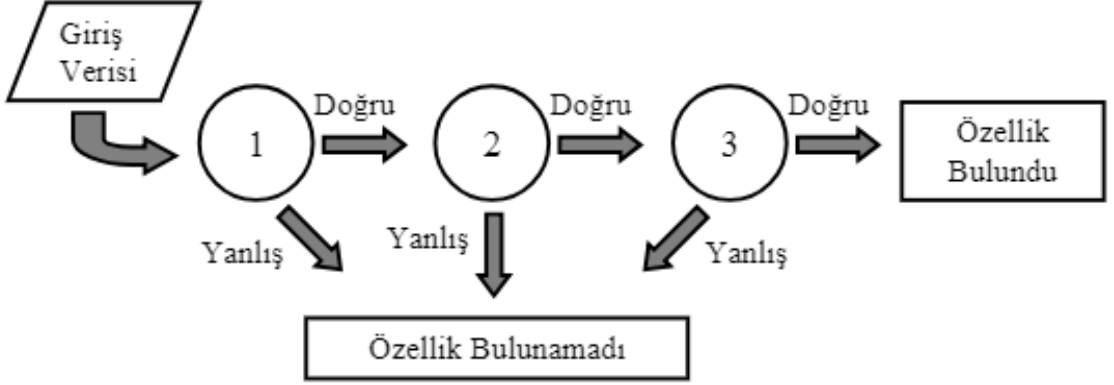 Giriş
Verisi
1
Doğru
2
Doğru
3
Doğru
Özellik
Bulundu
Yanlış
Yanlış
Yanlış
Özellik Bulunamadı